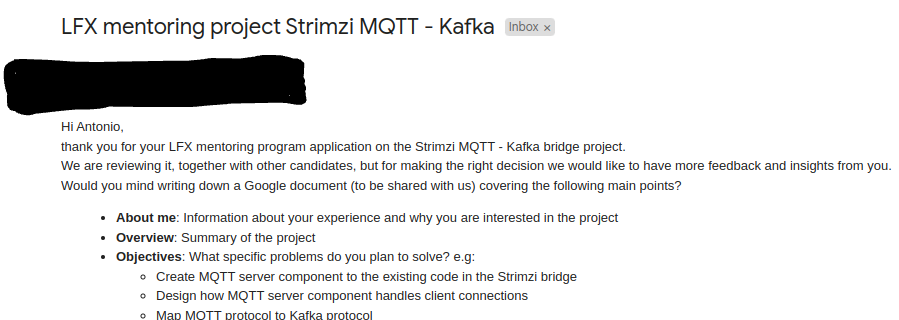 LFX mentoring project Strimzi MQTT - Kafka Inbox ×
Hi Antonio,
thank you for your LFX mentoring program application on the Strimzi MQTT - Kafka bridge project.
We are reviewing it, together with other candidates, but for making the right decision we would like to have more feedback and insights from you.
Would you mind writing down a Google document (to be shared with us) covering the following main points?
• About me: Information about your experience and why you are interested in the project
• Overview: Summary of the project
• Objectives: What specific problems do you plan to solve? e.g:
◦ Create MQTT server component to the existing code in the Strimzi bridge
◦ Design how MQTT server component handles client connections
◦ Map MQTT protocol to Kafka protocol